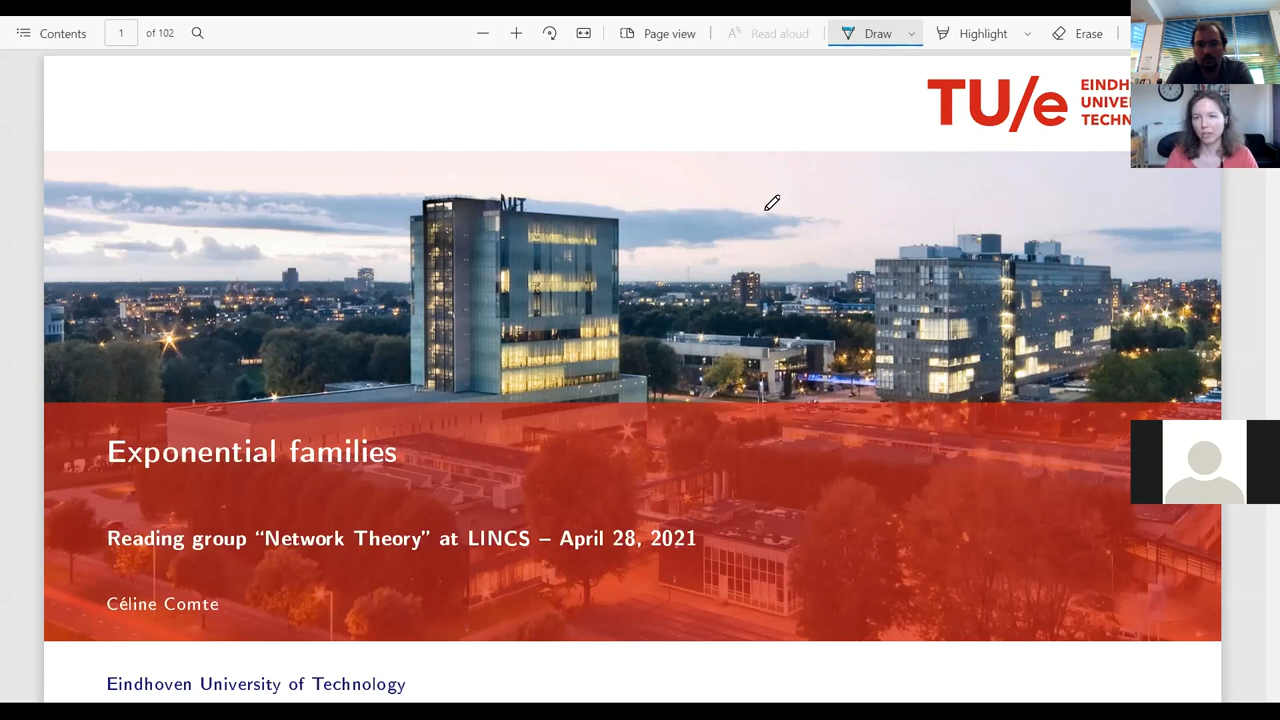 Contents
1
of 102
Page view
Read aloud
Draw
Highlight
Erase
TU/e
EINDH
UNIVE
TECHN
Exponential families
Reading group “Network Theory” at LINCS – April 28, 2021
Céline Comte
Eindhoven University of Technology